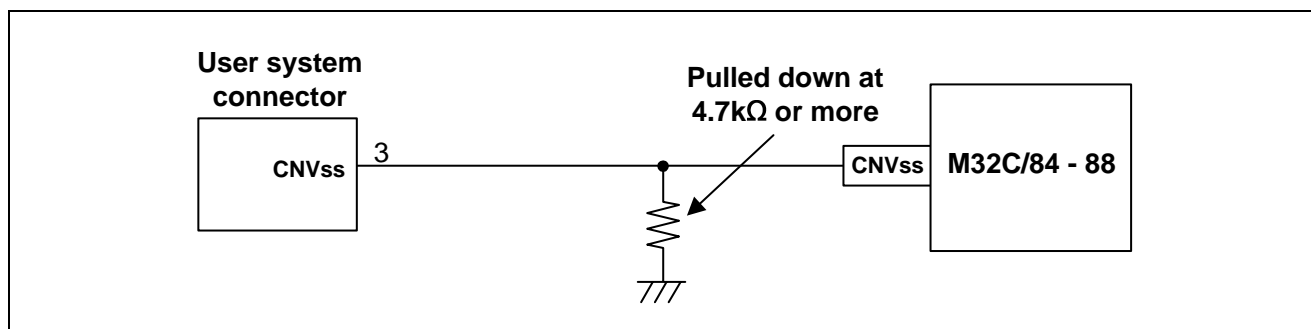 User system
connector
CNVss
3
Pulled down at
4.7kΩ or more
CNVss
M32C/84 - 88